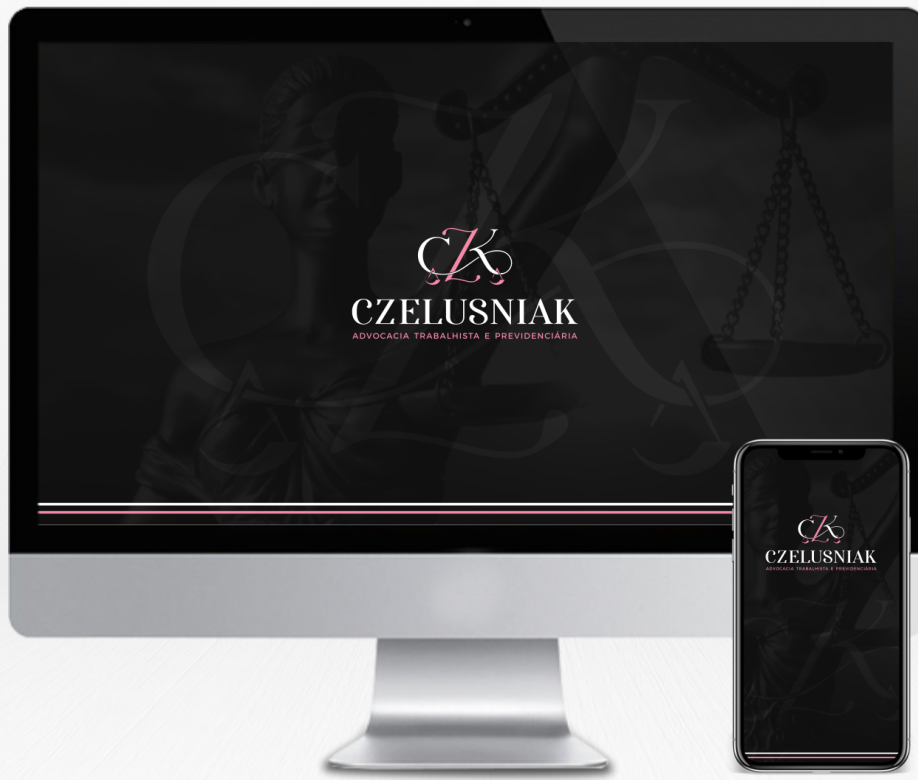 CZK
CZELUSNIAK
ADVOCACIA TRABALHISTA E PREVIDENCIÁRIA
CZK
CZELUSNIAK
ADVOCACIA TRABALHISTA E PREVIDENCIÁRIA